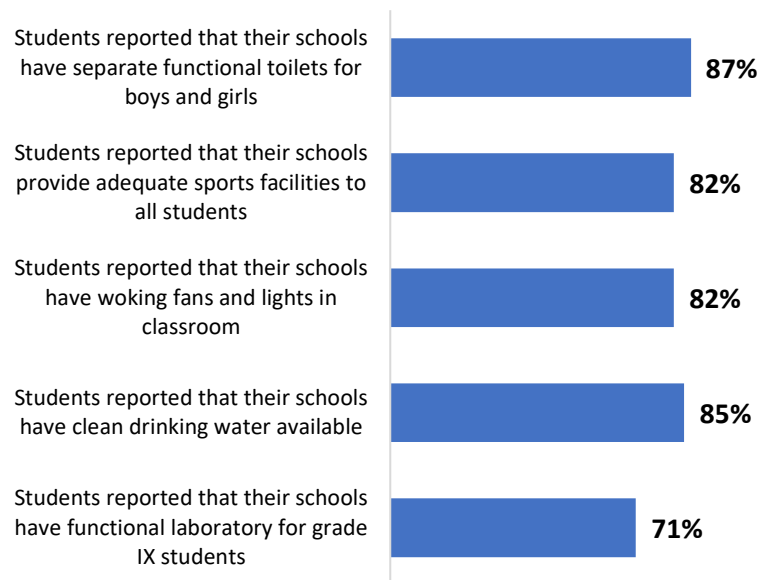 Students reported that their schools
have separate functional toilets for
boys and girls
87%
Students reported that their schools
provide adequate sports facilities to
all students
82%
Students reported that their schools
have woking fans and lights in
classroom
82%
Students reported that their schools
have clean drinking water available
85%
Students reported that their schools
have functional laboratory for grade
IX students
71%